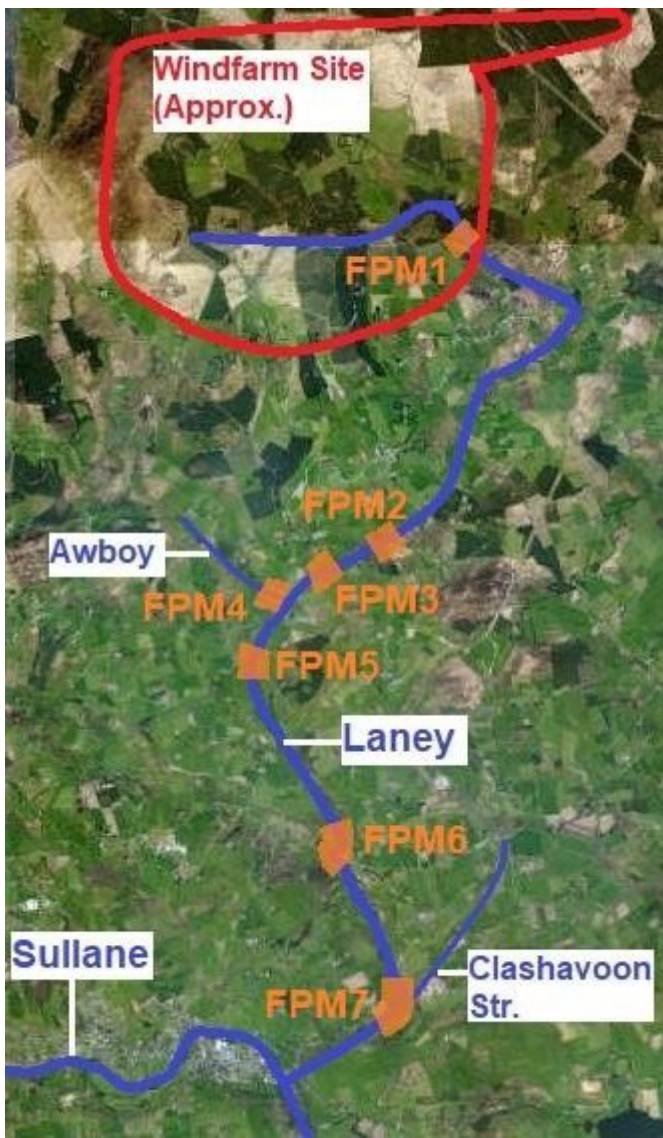 Windfarm Site
(Approx.)
FPM1
FPM2
Awboy
FPM4
FPM3
FPM5
Laney
FPM6
Sullane
Clashavoon
Str.
FPM7